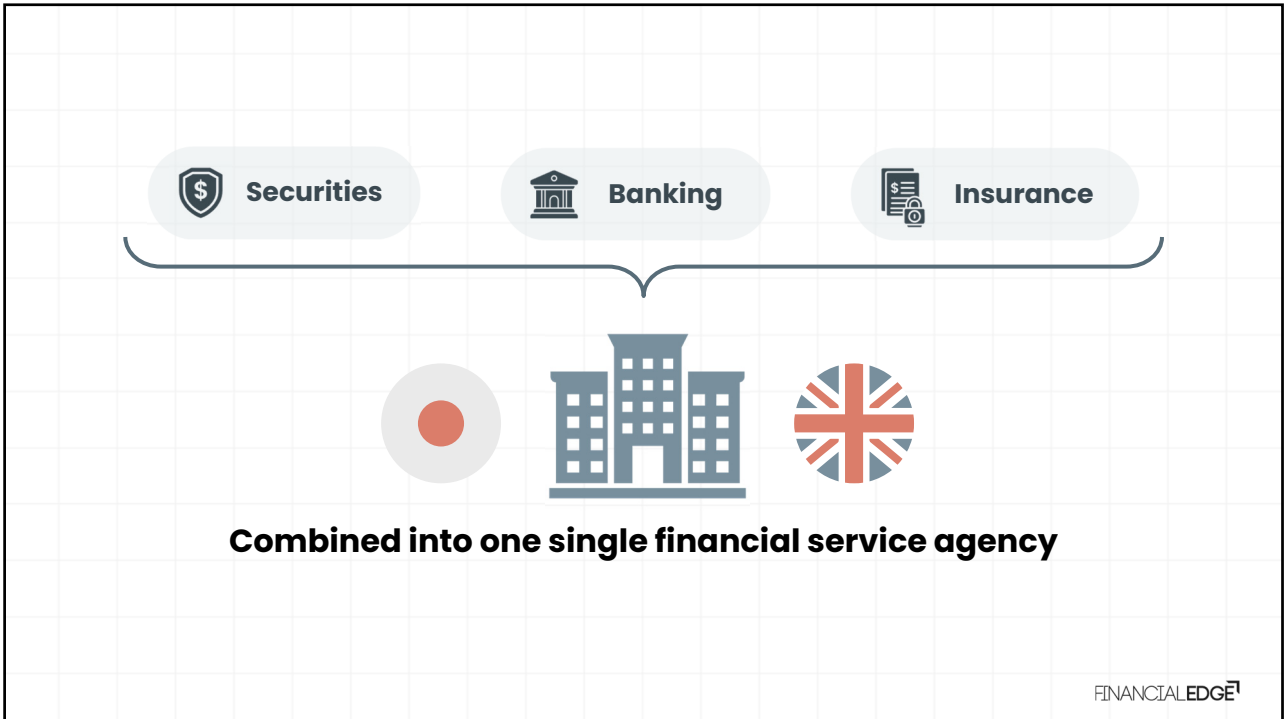 Securities
Banking
Insurance
$
$
Combined into one single financial service agency
FINANCIALEDGE